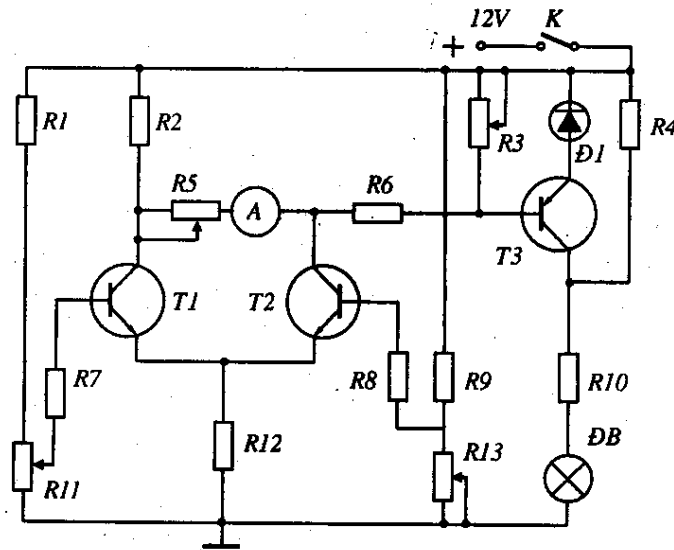 12V K
+
R1 R2 R3 R4
Đ1
R5 A R6
T3
T1 T2
R7 R8 R9 R10
R12 ĐB
R11 R13